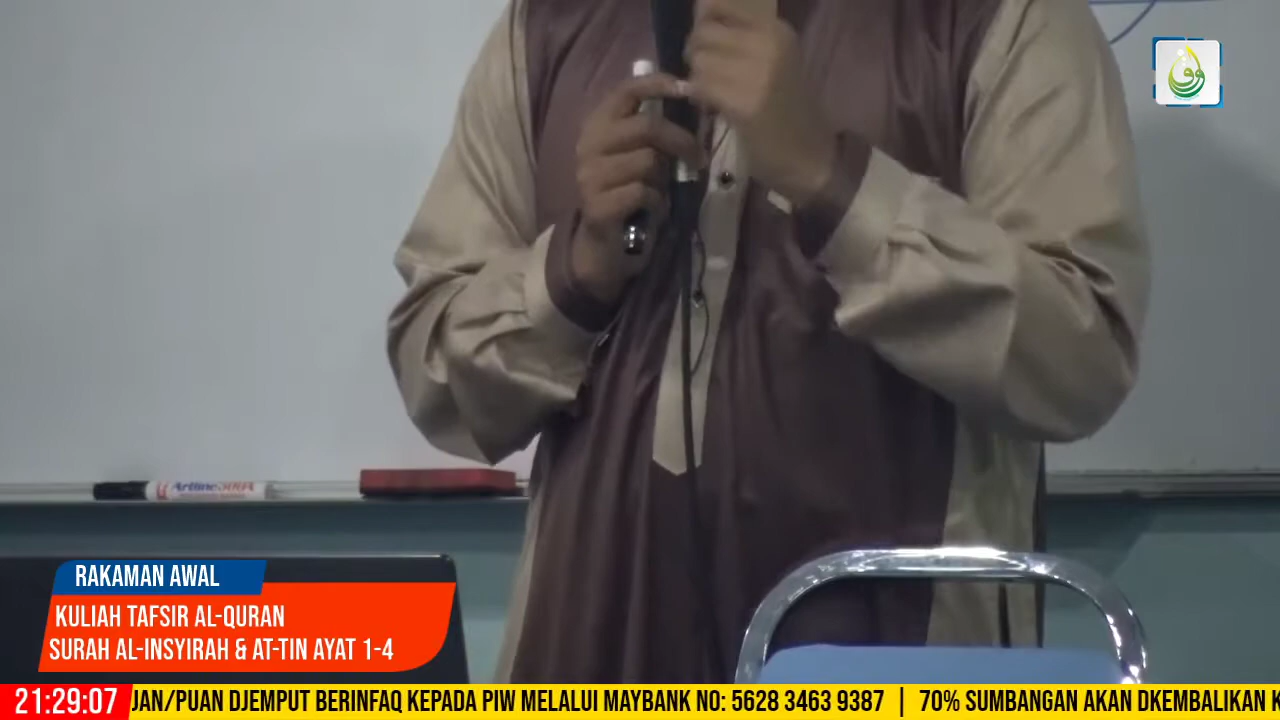 Artline 500A
RAKAMAN AWAL
KULIAH TAFSIR AL-QURAN
SURAH AL-INSYIRAH & AT-TIN AYAT 1-4
21:29:07
JAN/PUAN DJEMPUT BERINFAQ KEPADA PIW MELALUI MAYBANK NO: 5628 3463 9387 | 70% SUMBANGAN AKAN DKEMBALIKAN K